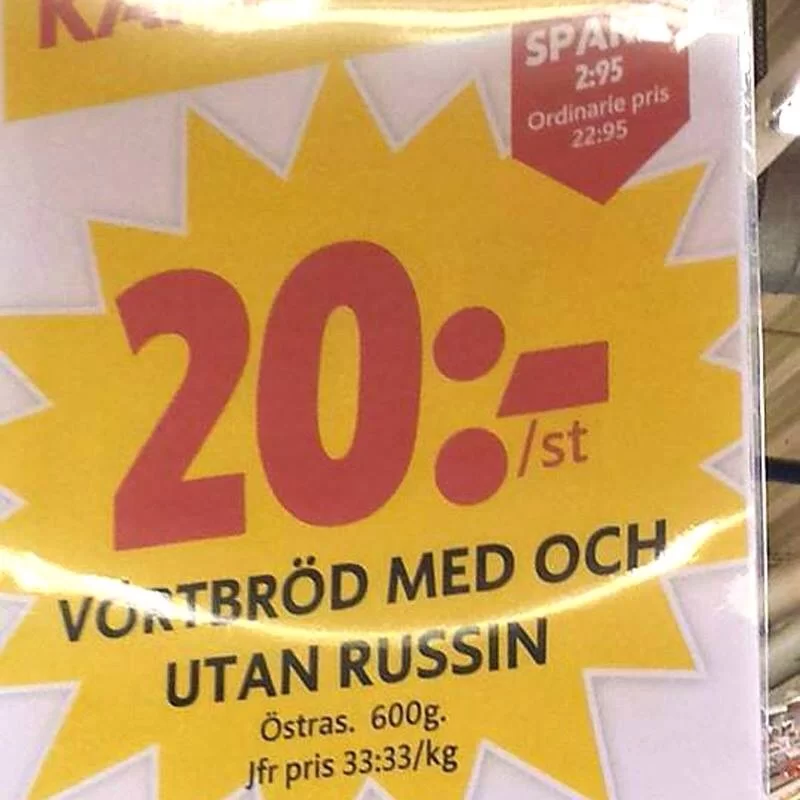 SPARA
2:95
Ordinarie pris
22:95
20:-
/st
VÖRTBRÖD MED OCH
UTAN RUSSIN
Östras. 600g.
Jfr pris 33:33/kg